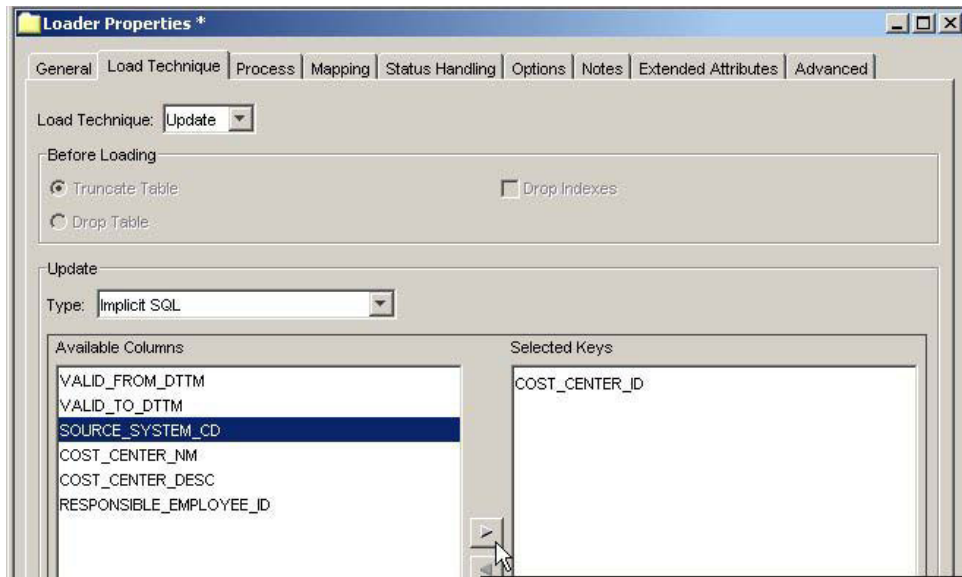 Loader Properties *
General Load Technique Process Mapping Status Handling Options Notes Extended Attributes Advanced
Load Technique: Update
Before Loading
Truncate Table Drop Indexes
Drop Table
Update
Type: Implicit SQL
Available Columns Selected Keys
VALID_FROM_DTTM COST_CENTER_ID
VALID_TO_DTTM
SOURCE_SYSTEM_CD
COST_CENTER_NM
COST_CENTER_DESC
RESPONSIBLE_EMPLOYEE_ID